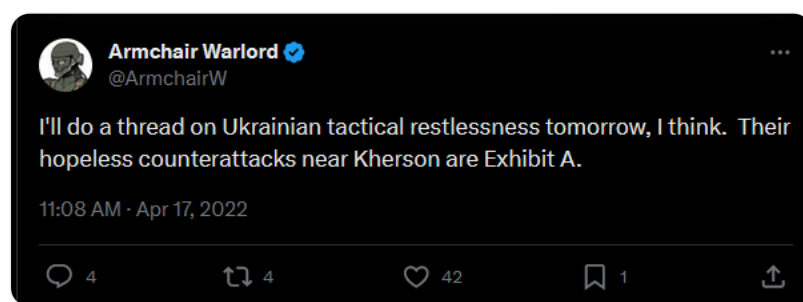 Armchair Warlord
@ArmchairW
I'll do a thread on Ukrainian tactical restlessness tomorrow, I think.  Their
hopeless counterattacks near Kherson are Exhibit A.
11:08 AM · Apr 17, 2022
4 4 42 1